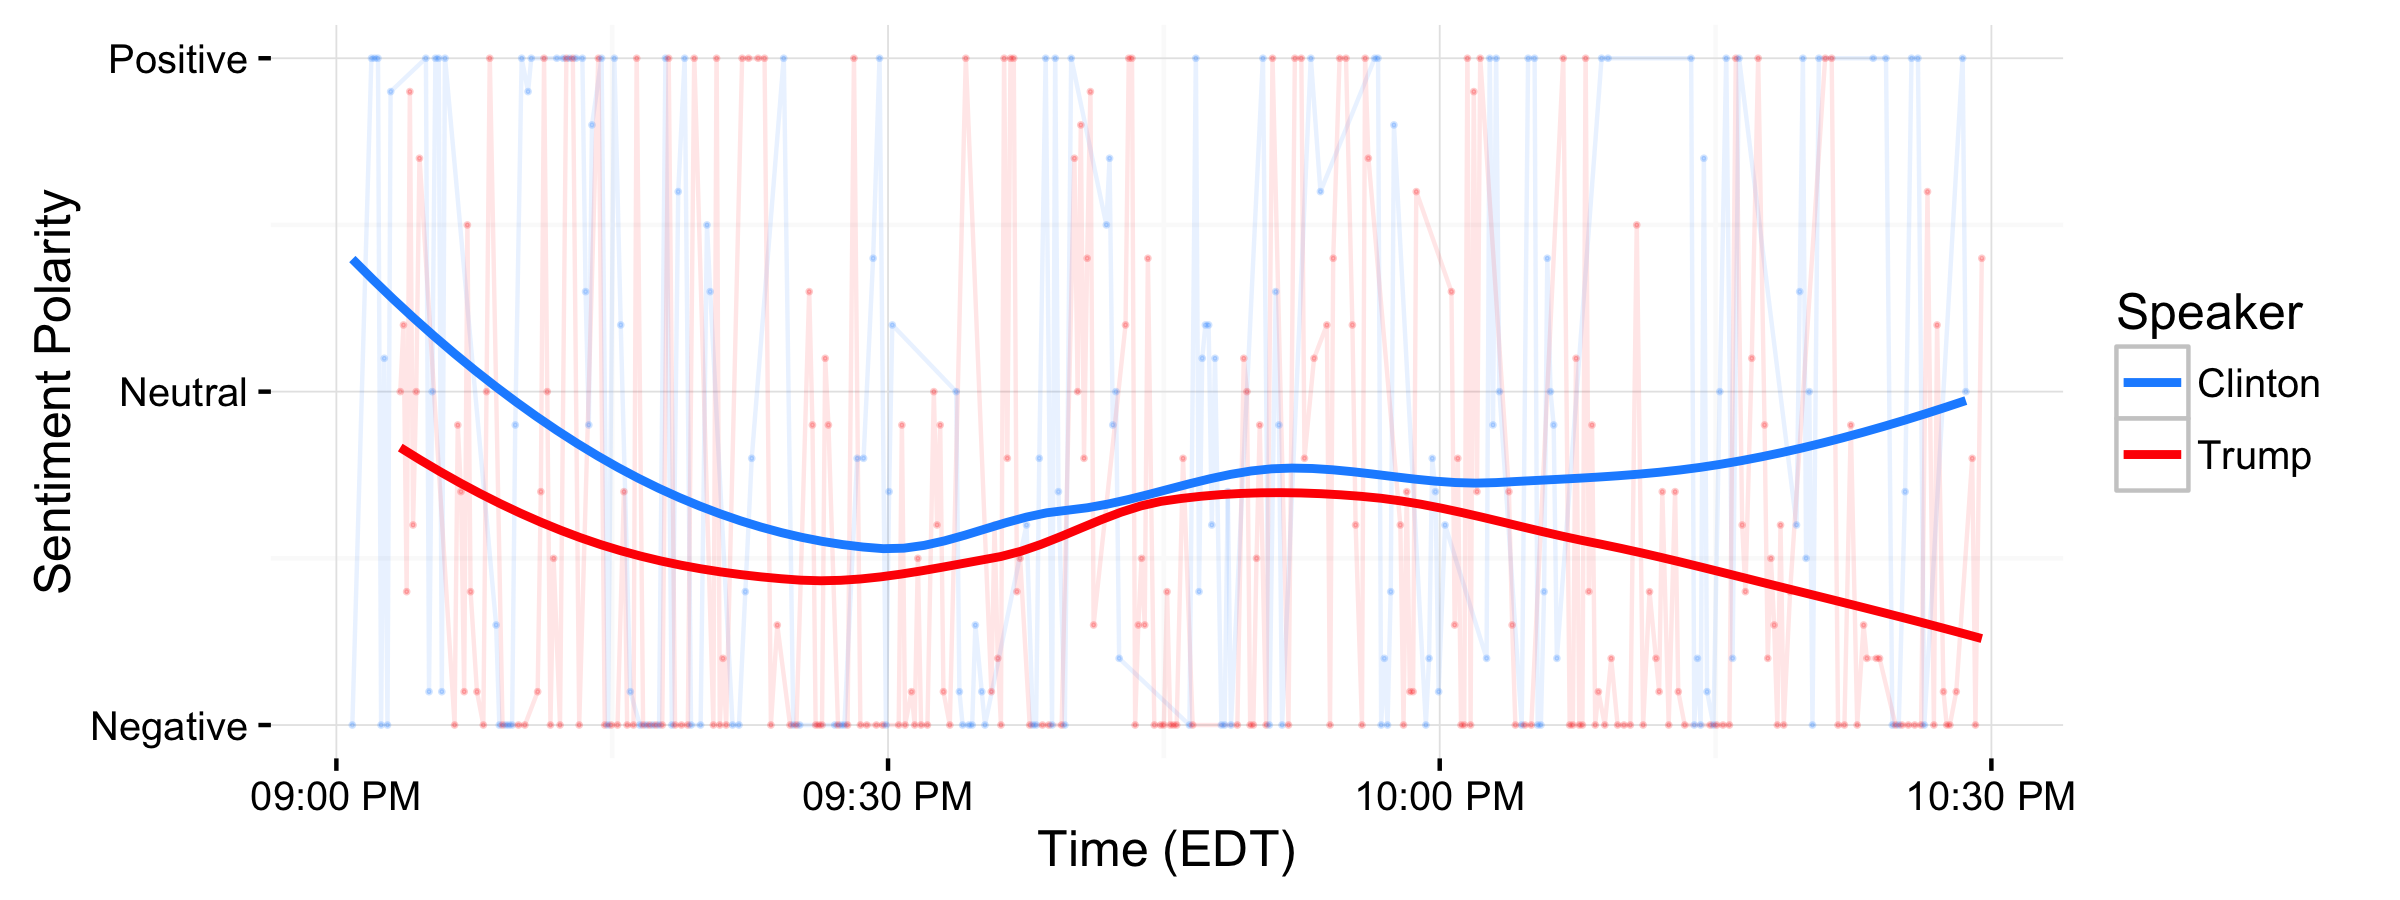 Positive
Neutral
Negative
Sentiment Polarity
09:00 PM
09:30 PM
10:00 PM
10:30 PM
Time (EDT)
Speaker
Clinton
Trump